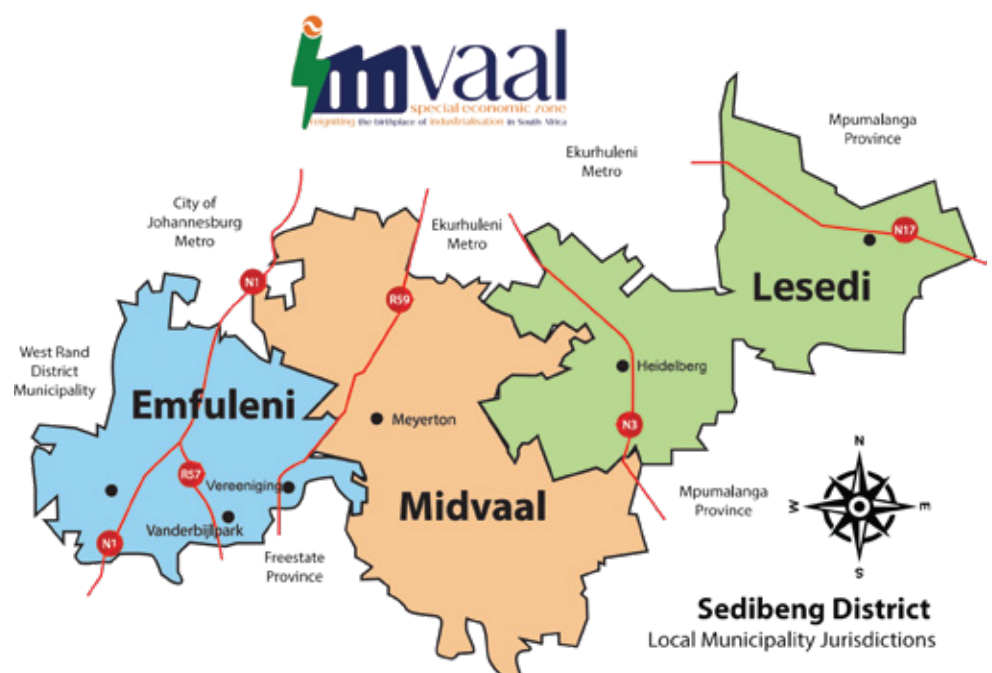 imvaal
special economic zone
reigniting the birthplace of industrialisation in South Africa
Mpumalanga
Province
Ekurhuleni
Metro
City of
Johannesburg
Metro
Ekurhuleni
Metro
N17
N1
Lesedi
R59
West Rand
District
Municipality
Heidelberg
Emfuleni
Meyerton
N3
R57
Vereeniging
Midvaal
Mpumalanga
Province
Vanderbijlpark
N1
Freestate
Province
N
W
E
S
Sedibeng District
Local Municipality Jurisdictions